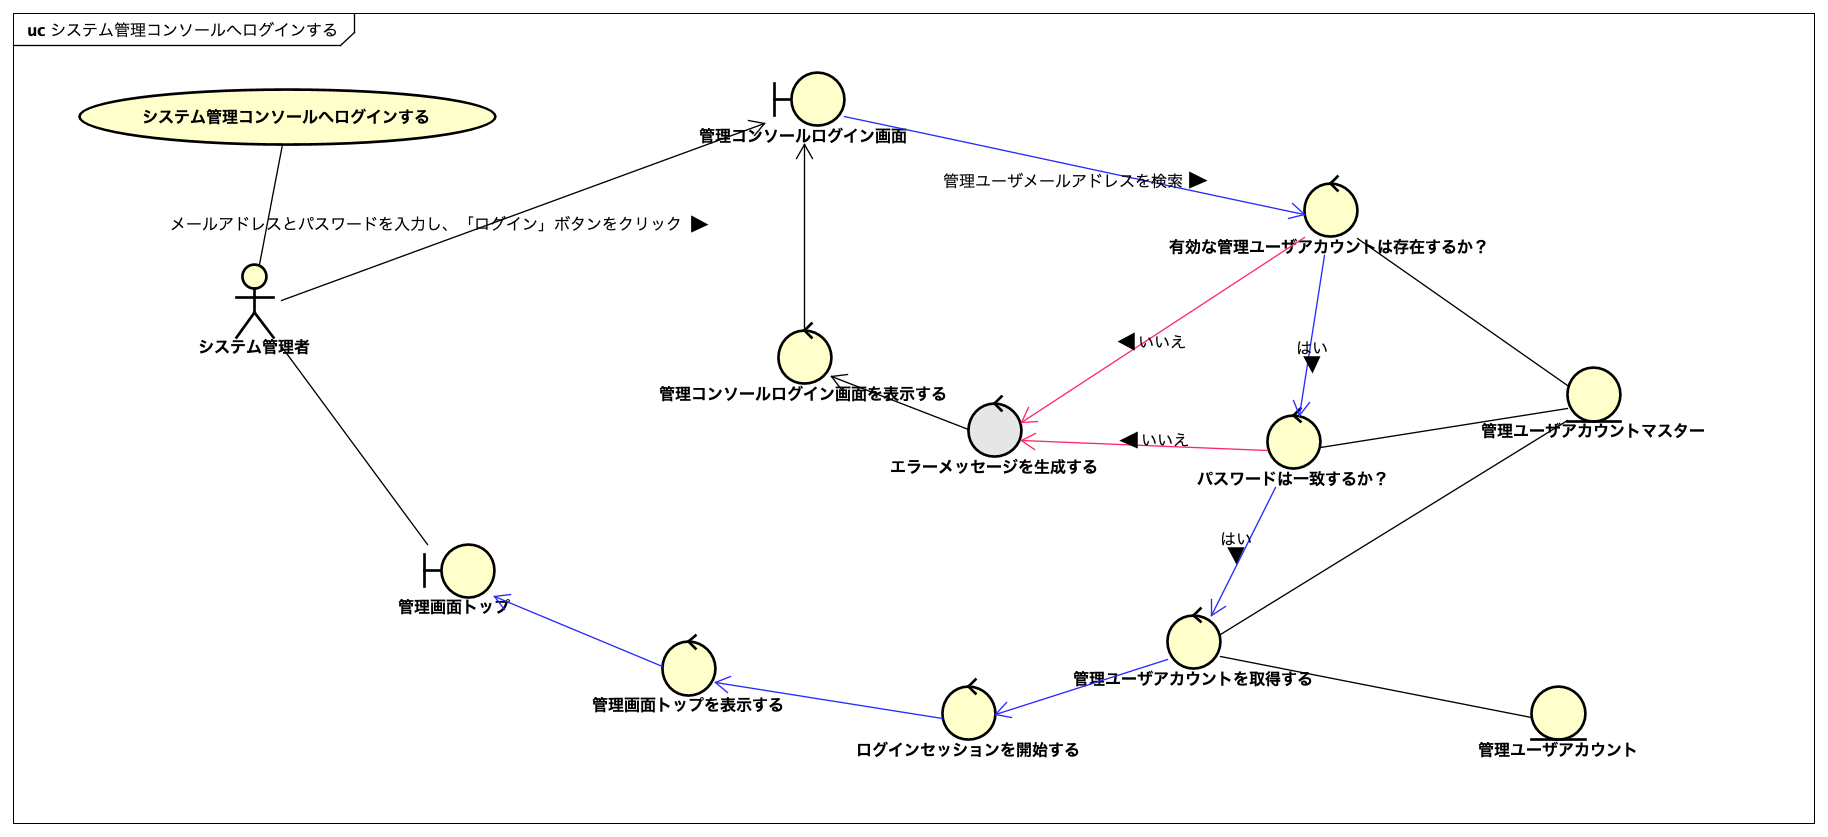 uc システム管理コンソールへログインする
システム管理コンソールへログインする
管理コンソールログイン画面
管理ユーザメールアドレスを検索
メールアドレスとパスワードを入力し、「ログイン」ボタンをクリック
有効な管理ユーザアカウントは存在するか？
システム管理者
いいえ
はい
管理コンソールログイン画面を表示する
管理ユーザアカウントマスター
いいえ
エラーメッセージを生成する
パスワードは一致するか？
はい
管理画面トップ
管理ユーザアカウントを取得する
管理画面トップを表示する
ログインセッションを開始する
管理ユーザアカウント